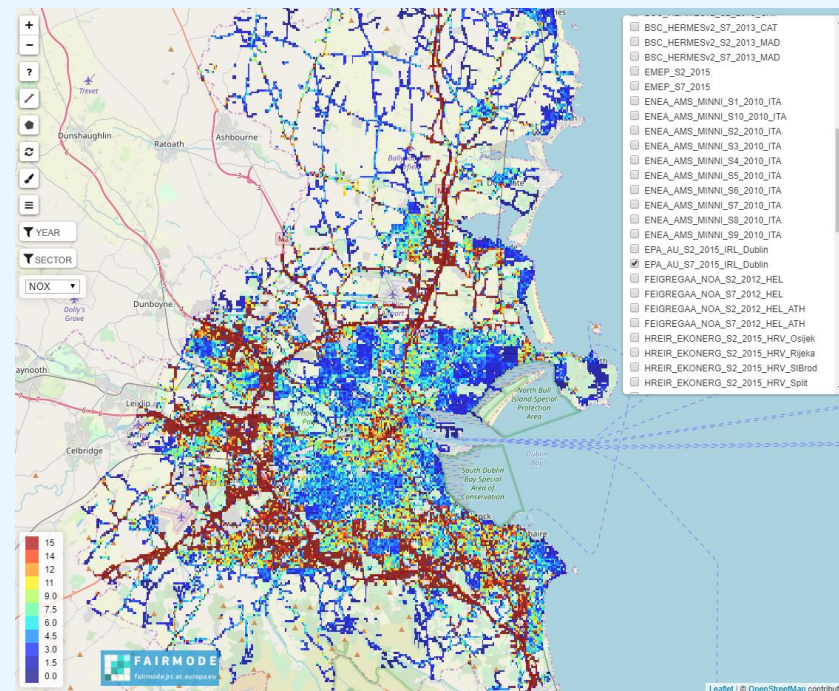 +
−
?
YEAR
SECTOR
NOX
Trevet
Dunshaughlin
Ratoath
Ashbourne
Dunboyne
Dolly's
Grove
Leixlip
Celbridge
M2
North Bull
Island Special
Protection
Area
Dublin
Bay
South Dublin
Bay Special
Area of
Conservation
BSC_HERMESv2_S7_2013_CAT
BSC_HERMESv2_S2_2013_MAD
BSC_HERMESv2_S7_2013_MAD
EMEP_S2_2015
EMEP_S7_2015
ENEA_AMS_MINNI_S1_2010_ITA
ENEA_AMS_MINNI_S10_2010_ITA
ENEA_AMS_MINNI_S2_2010_ITA
ENEA_AMS_MINNI_S3_2010_ITA
ENEA_AMS_MINNI_S4_2010_ITA
ENEA_AMS_MINNI_S5_2010_ITA
ENEA_AMS_MINNI_S6_2010_ITA
ENEA_AMS_MINNI_S7_2010_ITA
ENEA_AMS_MINNI_S8_2010_ITA
ENEA_AMS_MINNI_S9_2010_ITA
EPA_AU_S2_2015_IRL_Dublin
EPA_AU_S7_2015_IRL_Dublin
FEIGREGAA_NOA_S2_2012_HEL
FEIGREGAA_NOA_S7_2012_HEL
FEIGREGAA_NOA_S2_2012_HEL_ATH
FEIGREGAA_NOA_S7_2012_HEL_ATH
HREIR_EKONERG_S2_2015_HRV_Osijek
HREIR_EKONERG_S2_2015_HRV_Rijeka
HREIR_EKONERG_S2_2015_HRV_SlBrod
HREIR_EKONERG_S2_2015_HRV_Split
15
14
12
11
9.0
7.5
6.0
4.5
3.0
1.5
0.0
FAIRMODE
fairmode.jrc.ec.europa.eu
Leaflet | © OpenStreetMap